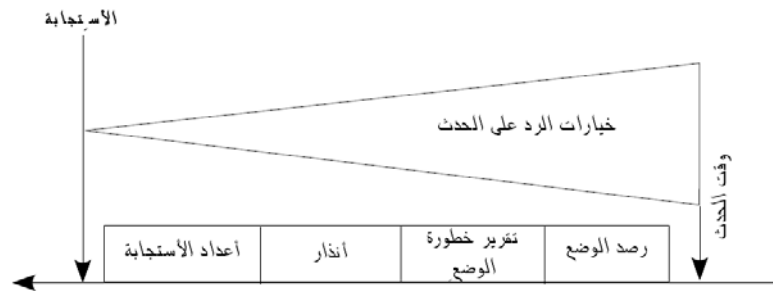 الأستجابة
خيارات الرد على الحدث
وقت الحدث
رصد الوضع
تقرير خطورة
الوضع
أنذار
أعداد الأستجابة